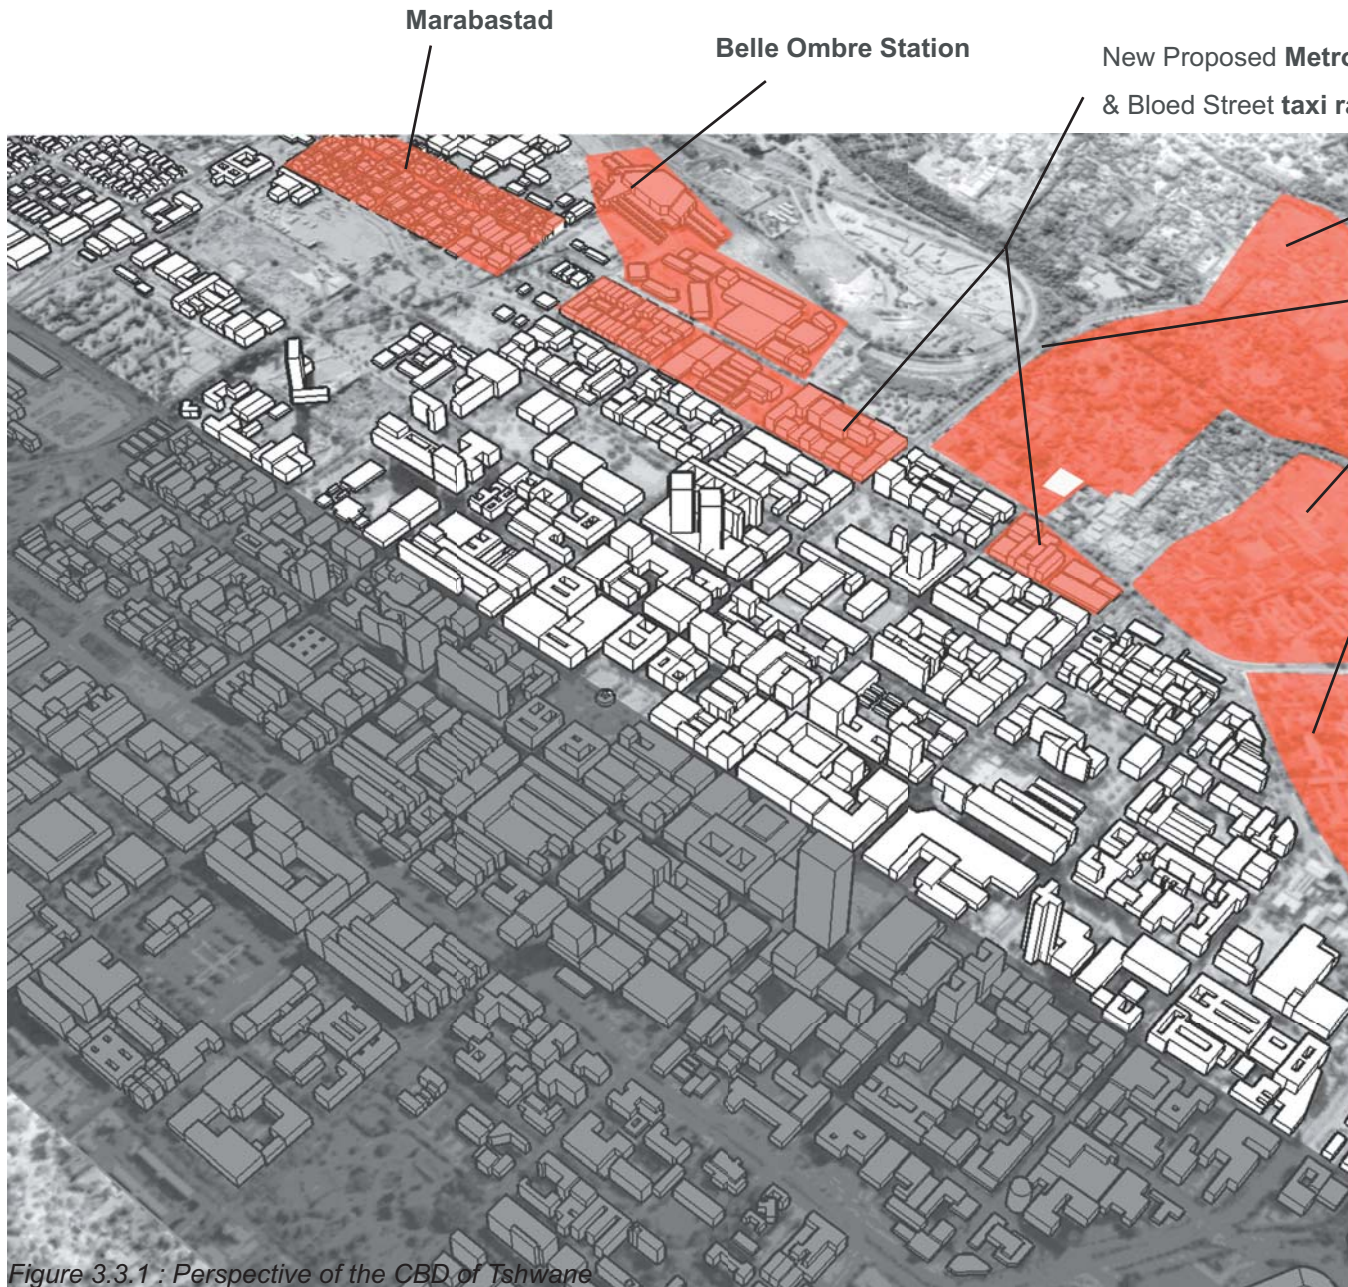 Marabastad
Belle Ombre Station
New Proposed
& Bloed Street taxi
Figure 3.3.1 : Perspective of the CBD of Tshwane